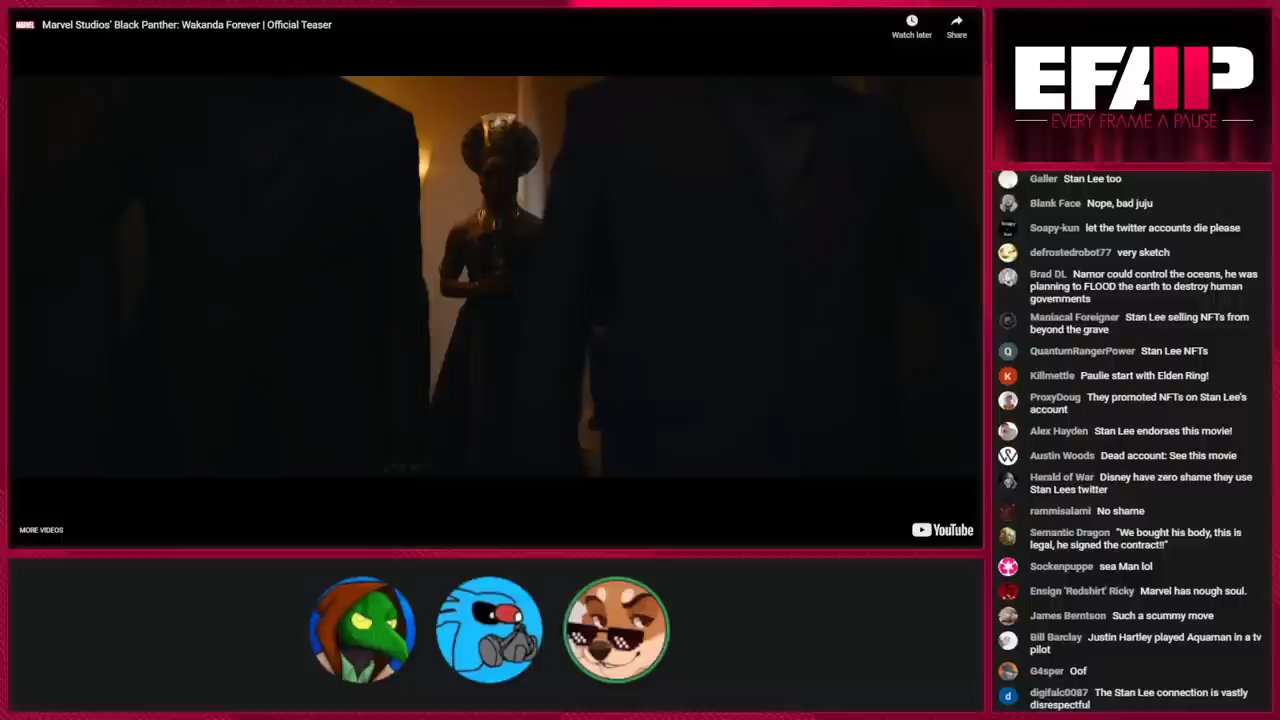 MARVEL Marvel Studios' Black Panther: Wakanda Forever | Official Teaser
Watch later
Share
MORE VIDEOS
YouTube
EFAP
EVERY FRAME A PAUSE
Galler Stan Lee too
Blank Face Nope, bad juju
Soapy-kun let the twitter accounts die please
defrostedrobot77 very sketch
Brad DL Namor could control the oceans, he was
planning to FLOOD the earth to destroy human
governments
Maniacal Foreigner Stan Lee selling NFTs from
beyond the grave
Q QuantumRangerPower Stan Lee NFTs
K Killmettle Paulie start with Elden Ring!
ProxyDoug They promoted NFTs on Stan Lee's
account
Alex Hayden Stan Lee endorses this movie!
Austin Woods Dead account: See this movie
Herald of War Disney have zero shame they use
Stan Lees twitter
rammisalami No shame
Semantic Dragon "We bought his body, this is
legal, he signed the contract!!"
Sockenpuppe sea Man lol
Ensign 'Redshirt' Ricky Marvel has nough soul.
James Berntson Such a scummy move
Bill Barclay Justin Hartley played Aquaman in a tv
pilot
G4sper Oof
d digifalc0087 The Stan Lee connection is vastly
disrespectful